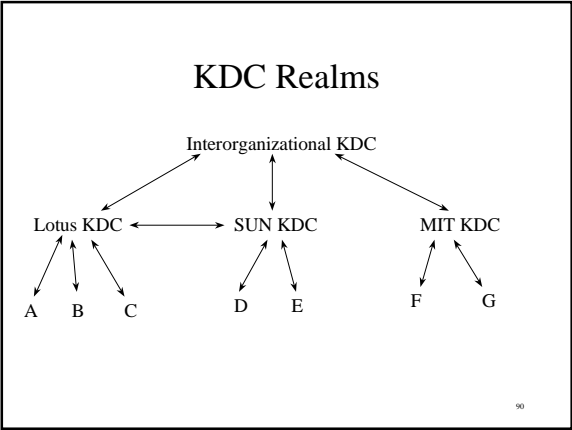 KDC Realms
Interorganizational KDC
Lotus KDC SUN KDC MIT KDC
A B C D E F G
90